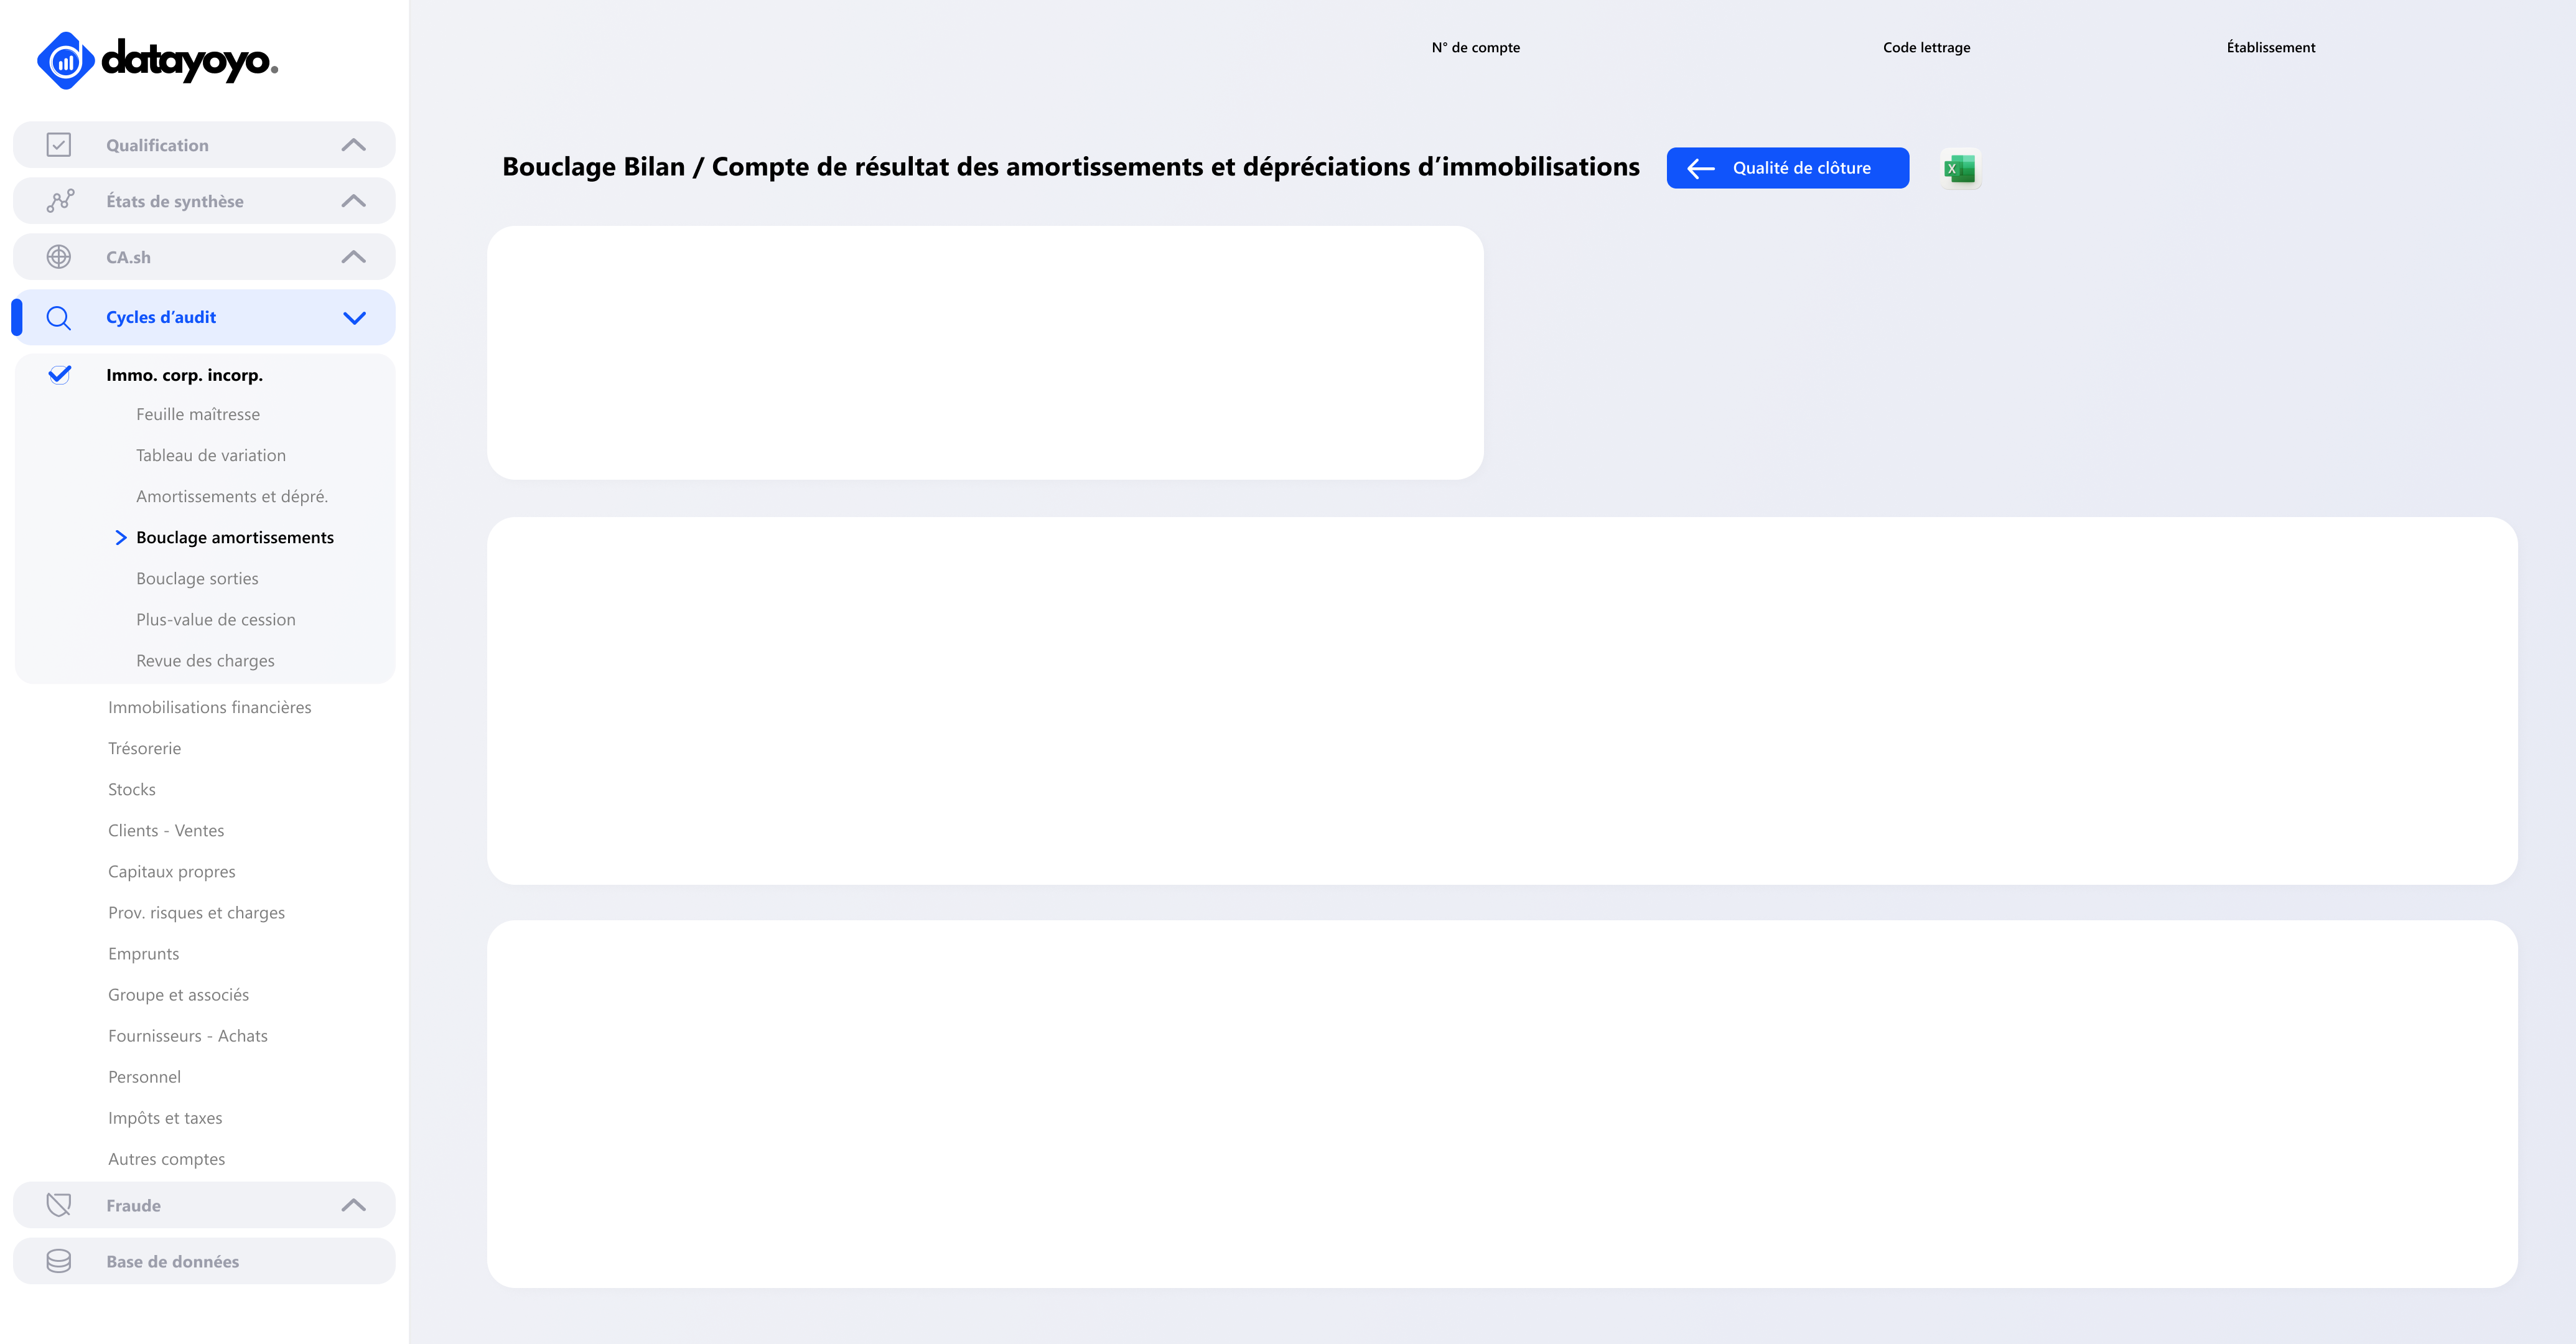 datayoyo.
Qualification
États de synthèse
CA.sh
Cycles d’audit
Immo. corp. incorp.
Feuille maîtresse
Tableau de variation
Amortissements et dépré.
Bouclage amortissements
Bouclage sorties
Plus-value de cession
Revue des charges
Immobilisations financières
Trésorerie
Stocks
Clients - Ventes
Capitaux propres
Prov. risques et charges
Emprunts
Groupe et associés
Fournisseurs - Achats
Personnel
Impôts et taxes
Autres comptes
Fraude
Base de données
N° de compte
Code lettrage
Établissement
Bouclage Bilan / Compte de résultat des amortissements et dépréciations d’immobilisations
Qualité de clôture
X